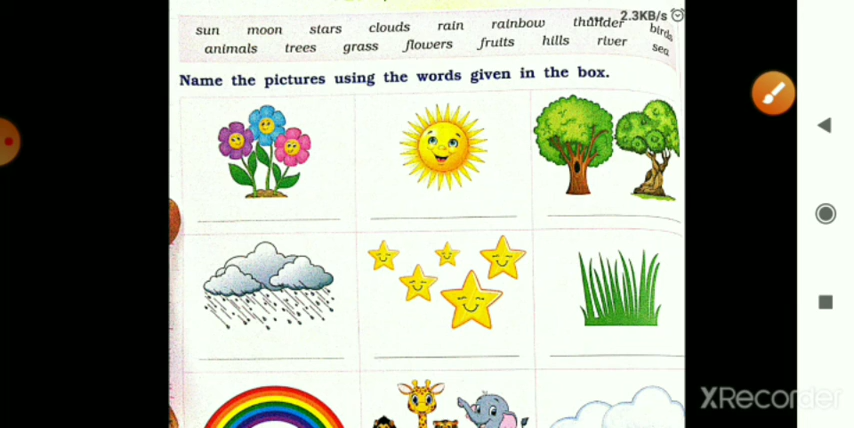 2.3KB/s
sun moon stars clouds rain rainbow thunder birds
animals trees grass flowers fruits hills river sea
Name the pictures using the words given in the box.
XRecorder